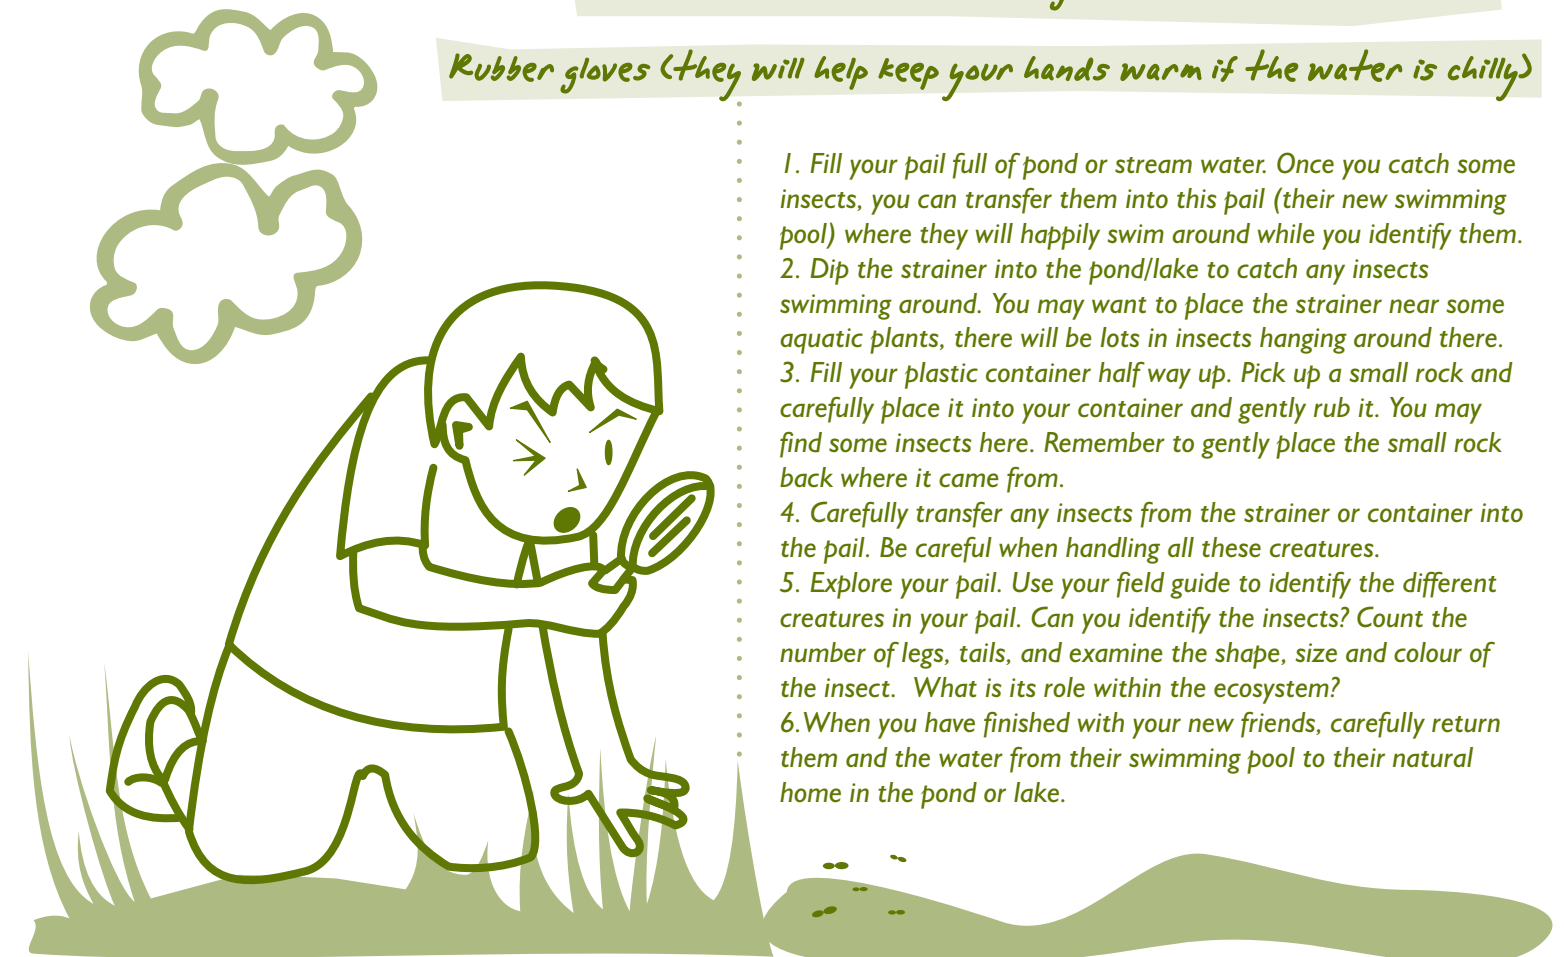 Rubber gloves (they will help keep your hands warm if the water is chilly)
1. Fill your pail full of pond or stream water. Once you catch some
insects, you can transfer them into this pail (their new swimming
pool) where they will happily swim around while you identify them.
2. Dip the strainer into the pond/lake to catch any insects
swimming around. You may want to place the strainer near some
aquatic plants, there will be lots in insects hanging around there.
3. Fill your plastic container half way up. Pick up a small rock and
carefully place it into your container and gently rub it. You may
find some insects here. Remember to gently place the small rock
back where it came from.
4. Carefully transfer any insects from the strainer or container into
the pail. Be careful when handling all these creatures.
5. Explore your pail. Use your field guide to identify the different
creatures in your pail. Can you identify the insects? Count the
number of legs, tails, and examine the shape, size and colour of
the insect.  What is its role within the ecosystem?
6.When you have finished with your new friends, carefully return
them and the water from their swimming pool to their natural
home in the pond or lake.